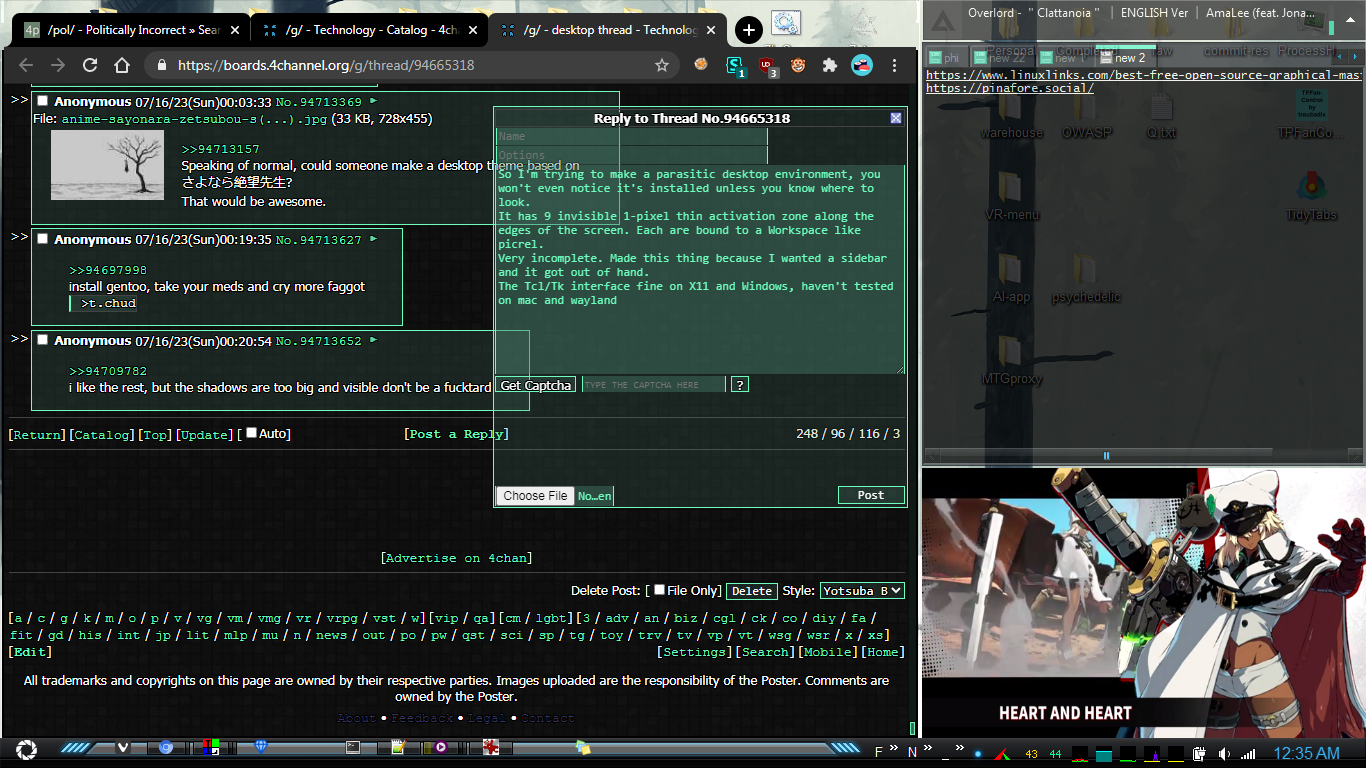 /pol/ - Politically Incorrect » Sear
/g/ - Technology - Catalog - 4ch
/g/ - desktop thread - Technolog
https://boards.4channel.org/g/thread/94665318
>> Anonymous 07/16/23(Sun)00:03:33 No.94713369
File: anime-sayonara-zetsubou-s(...).jpg (33 KB, 728x455)
>>94713157
Speaking of normal, could someone make a desktop theme based on
さよなら絶望先生?
That would be awesome.
>> Anonymous 07/16/23(Sun)00:19:35 No.94713627
>>94697998
install gentoo, take your meds and cry more faggot
>t.chud
>> Anonymous 07/16/23(Sun)00:20:54 No.94713652
>>94709782
i like the rest, but the shadows are too big and visible don't be a fucktard
Reply to Thread No.94665318
Name
Options
So I'm trying to make a parasitic desktop environment, you
won't even notice it's installed unless you know where to
look.
It has 9 invisible 1-pixel thin activation zone along the
edges of the screen. Each are bound to a Workspace like
picrel.
Very incomplete. Made this thing because I wanted a sidebar
and it got out of hand.
The Tcl/Tk interface fine on X11 and Windows, haven't tested
on mac and wayland
Get Captcha TYPE THE CAPTCHA HERE ?
Choose File No…en Post
[Return] [Catalog] [Top] [Update] [ Auto] [Post a Reply] 248 / 96 / 116 / 3
[Advertise on 4chan]
Delete Post: [ File Only] Delete Style: Yotsuba B
[a / c / g / k / m / o / p / v / vg / vm / vmg / vr / vrpg / vst / w] [vip / qa] [cm / lgbt] [3 / adv / an / biz / cgl / ck / co / diy / fa /
fit / gd / his / int / jp / lit / mlp / mu / n / news / out / po / pw / qst / sci / sp / tg / toy / trv / tv / vp / vt / wsg / wsr / x / xs]
[Edit] [Settings] [Search] [Mobile] [Home]
All trademarks and copyrights on this page are owned by their respective parties. Images uploaded are the responsibility of the Poster. Comments are
owned by the Poster.
About • Feedback • Legal • Contact
Overlord - " Clattanoia " | ENGLISH Ver | AmaLee (feat. Jona...
phi new 22 new 1 new 2
https://www.linuxlinks.com/best-free-open-source-graphical-mas
https://pinafore.social/
warehouse OWASP Q.txt TPFanCo...
VR-menu TidyTabs
AI-app psychedelic
MTGproxy
HEART AND HEART
F » N » _ » 43 44 12:35 AM